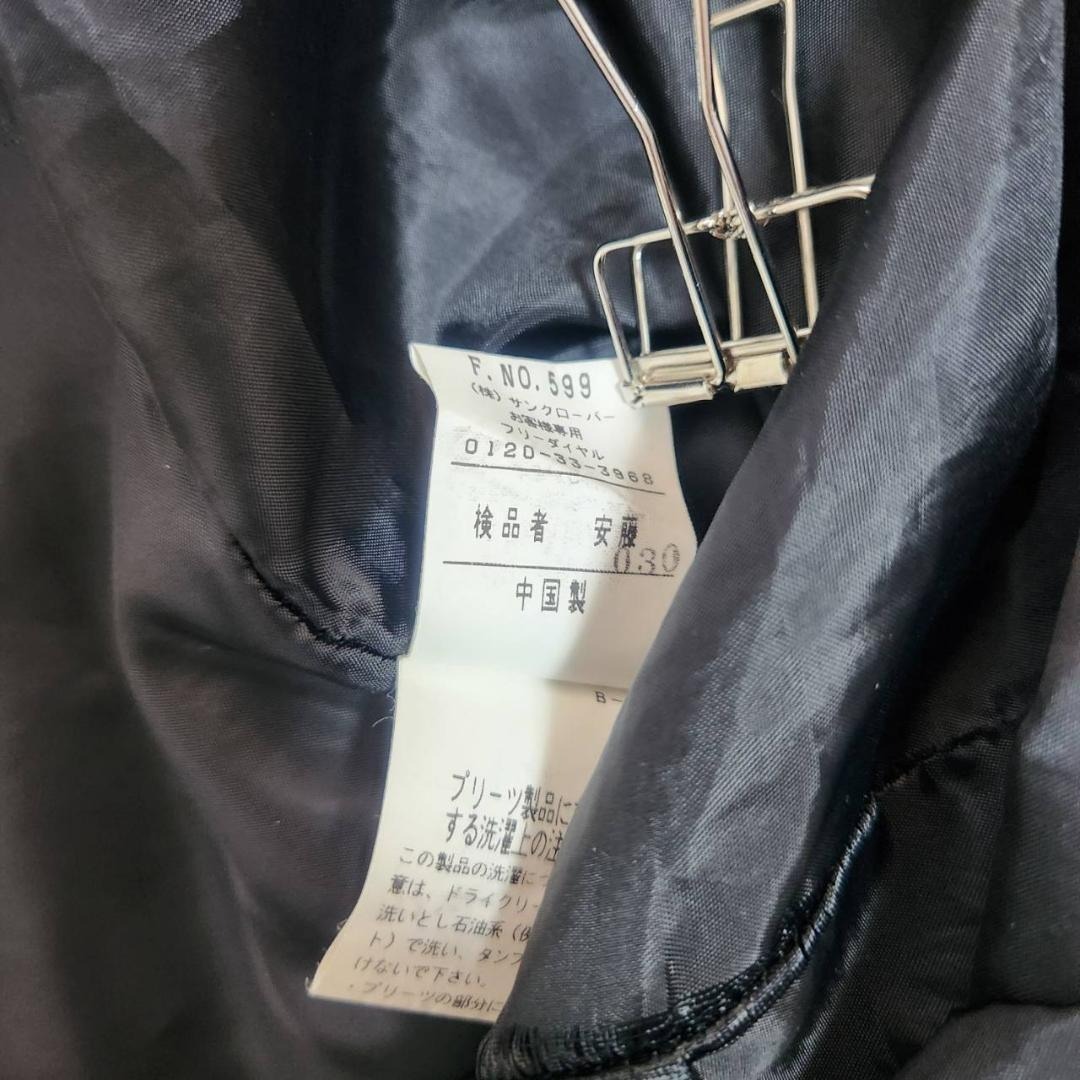 F.NO.599
(株)サンクローバー
お客様専用
フリーダイヤル
0120-33-3968
検品者 安藤
030
中国製
B-
プリーツ製品に
する洗濯上の注
この製品の洗濯につ
意は、ドライクリー
洗いとし石油系(例
ト)で洗い、タンブ
けないで下さい。
・プリーツの部分に